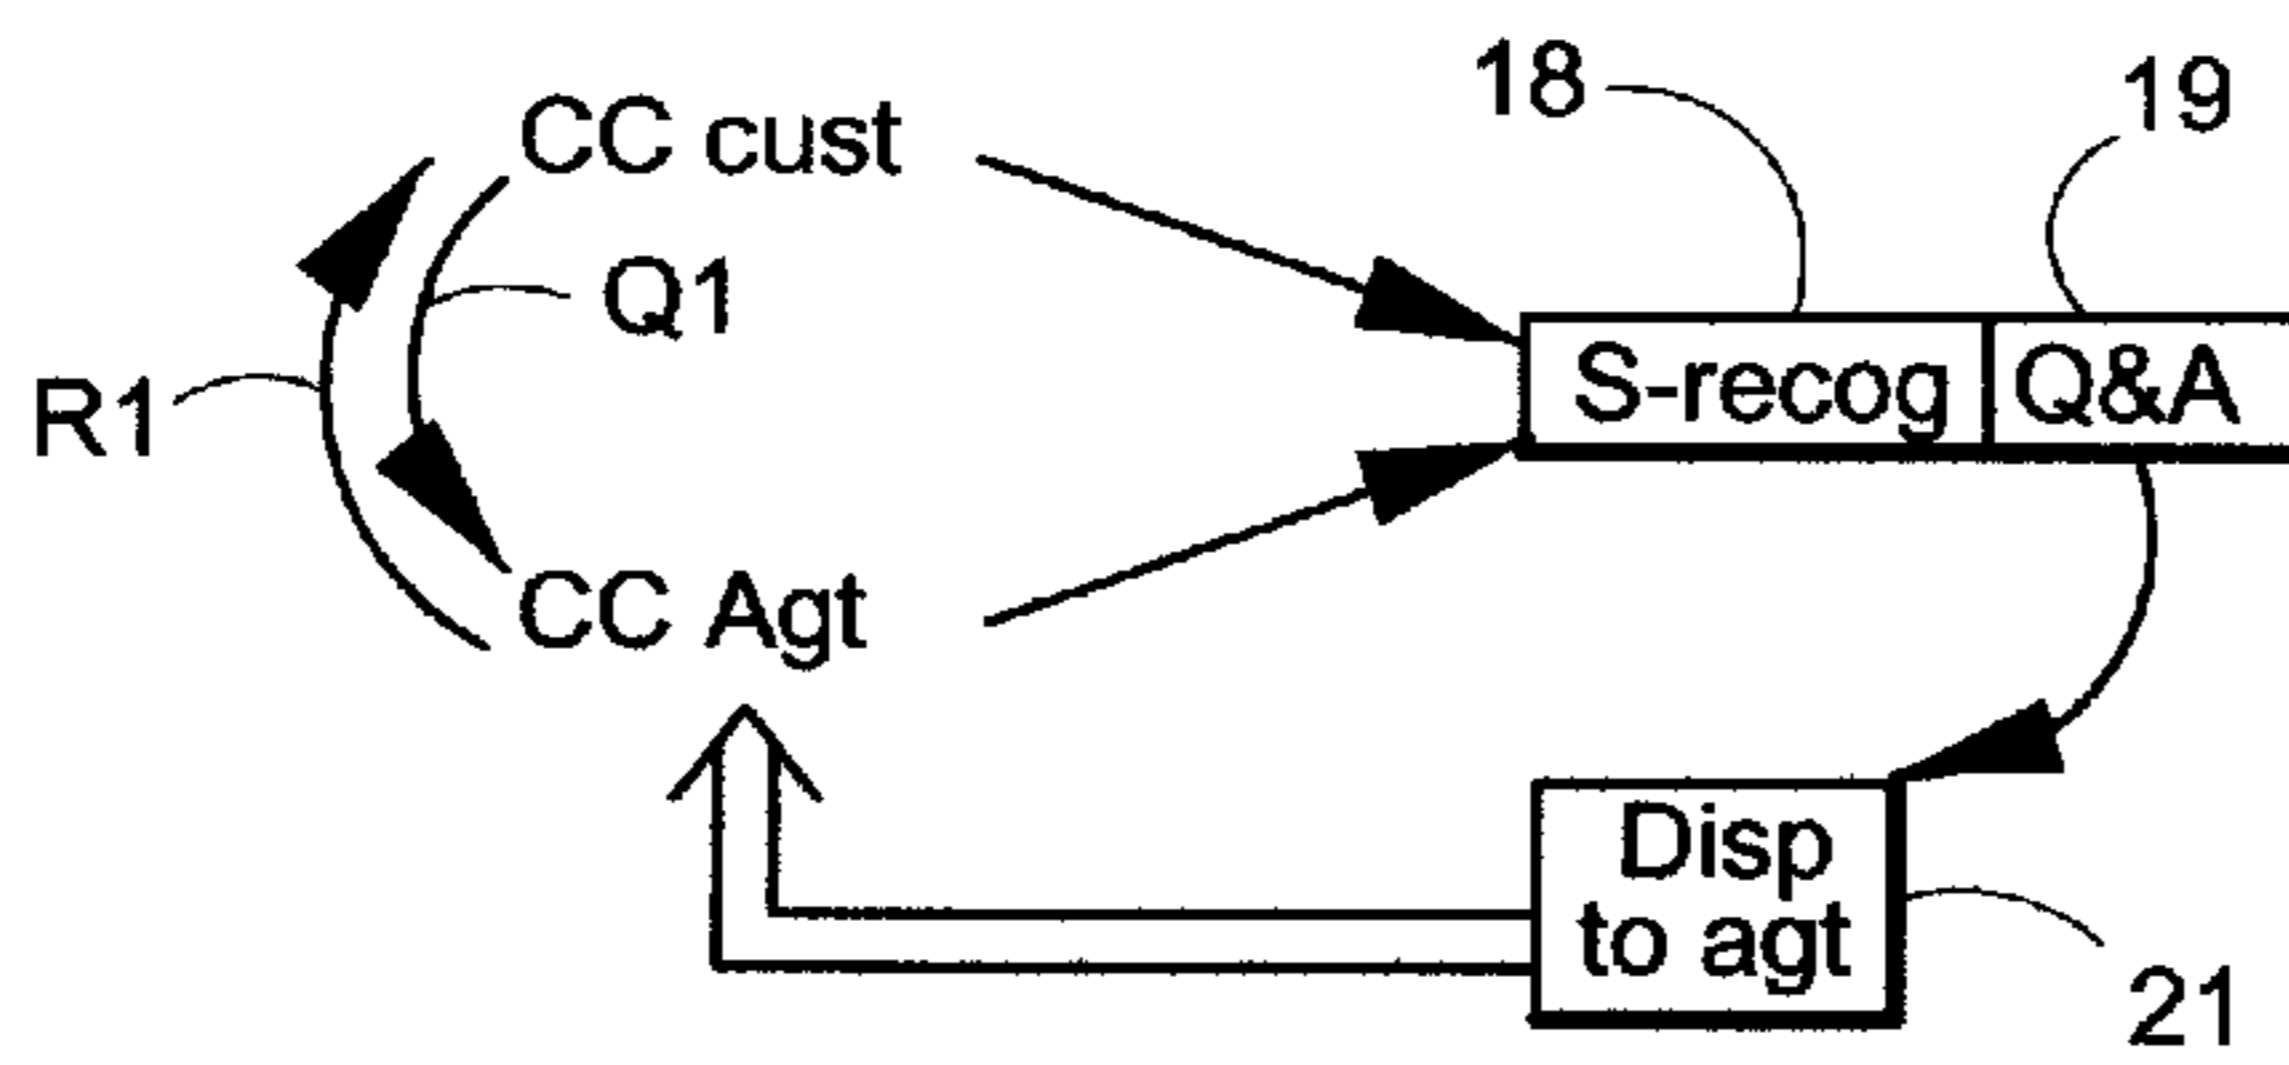 18
19
CC cust
Q1
S-recog
Q&A
R1
CC Agt
Disp
to agt
21